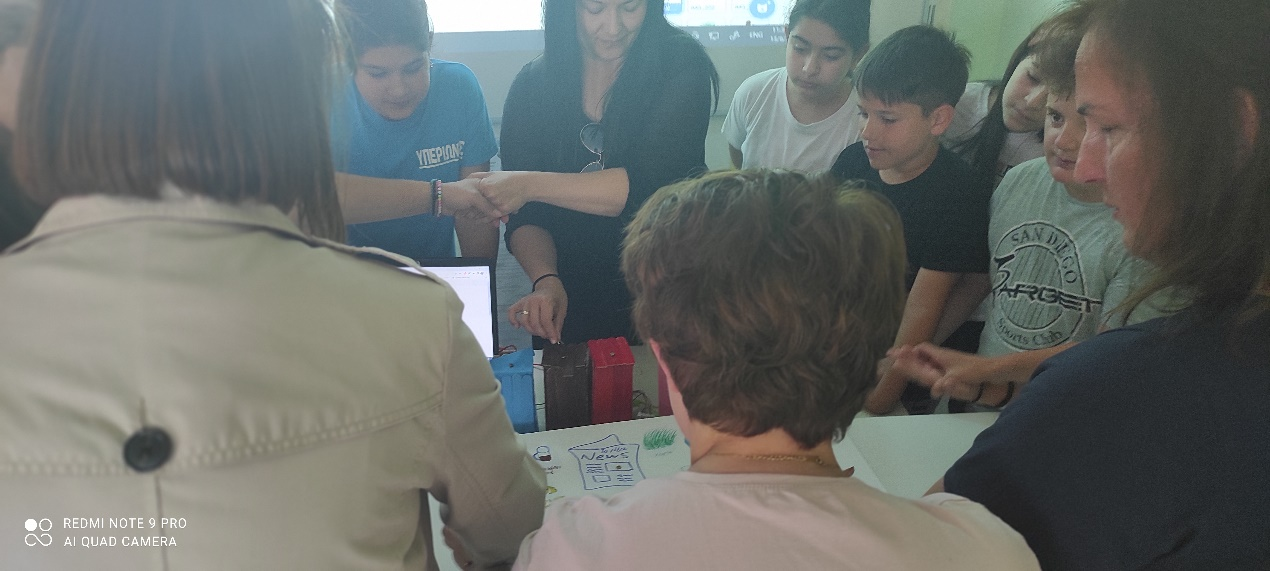 ΥΠΕΡΙΩΝ
SAN DIEGO
TARGET
Sports Club
News
REDMI NOTE 9 PRO
AI QUAD CAMERA